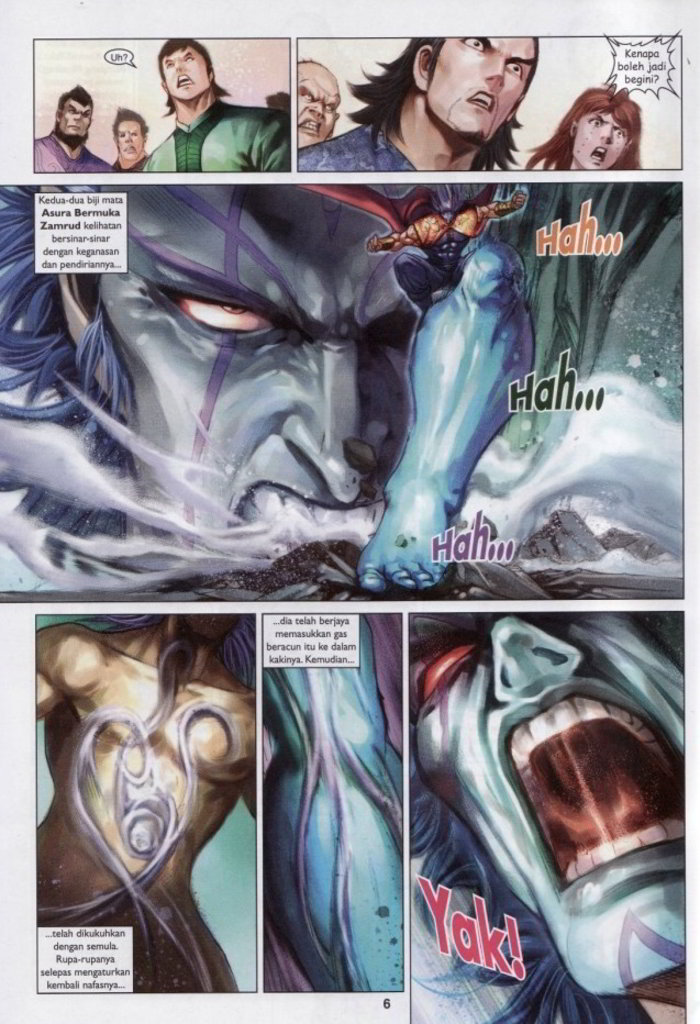 Uh?
Kenapa
boleh jadi
begini?
Kedua-dua biji mata
Asura Bermuka
Zamrud kelihatan
bersinar-sinar
dengan keganasan
dan pendiriannya...
Hah...
Hah...
Hah...
...telah dikukuhkan
dengan semula.
Rupa-rupanya
selepas mengaturkan
kembali nafasnya...
...dia telah berjaya
memasukkan gas
beracun itu ke dalam
kakinya. Kemudian...
Yak!
6